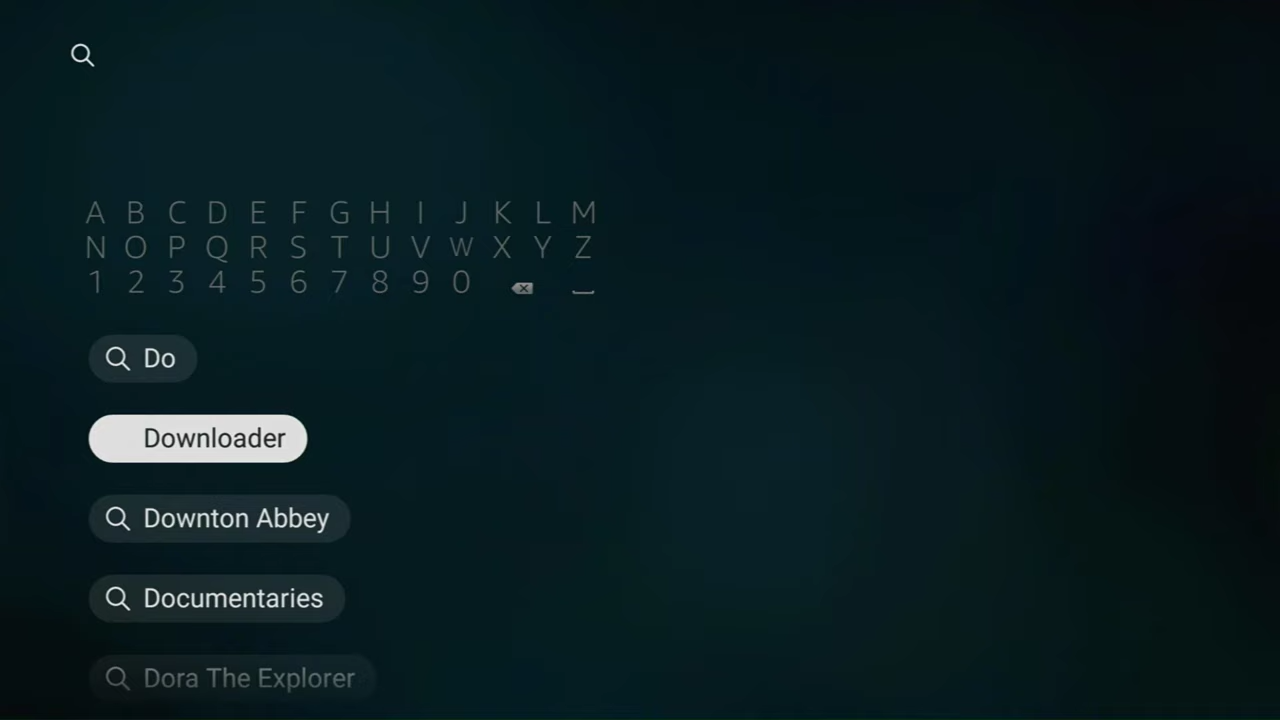 A B C D E F G H I J K L M
N O P Q R S T U V W X Y Z
1 2 3 4 5 6 7 8 9 0
Do
Downloader
Downton Abbey
Documentaries
Dora The Explorer